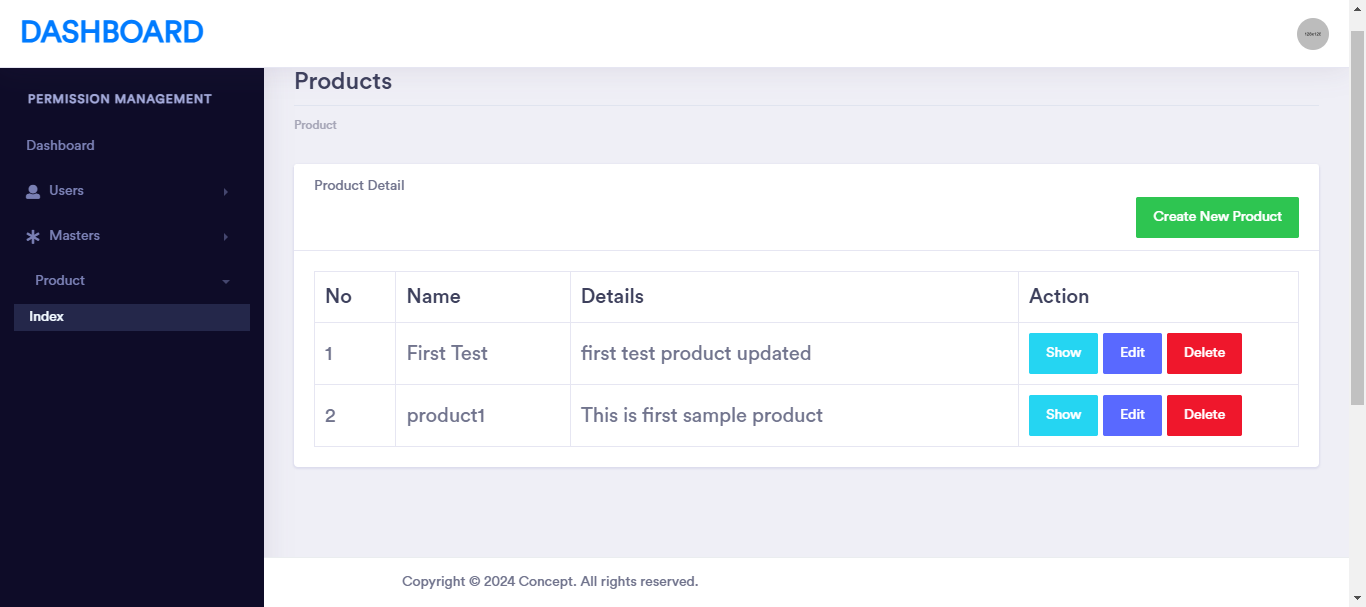 DASHBOARD
PERMISSION MANAGEMENT
Dashboard
Users
Masters
Product
Index
Products
Product
Product Detail
Create New Product
No Name Details Action
1 First Test first test product updated Show Edit Delete
2 product1 This is first sample product Show Edit Delete
Copyright © 2024 Concept. All rights reserved.